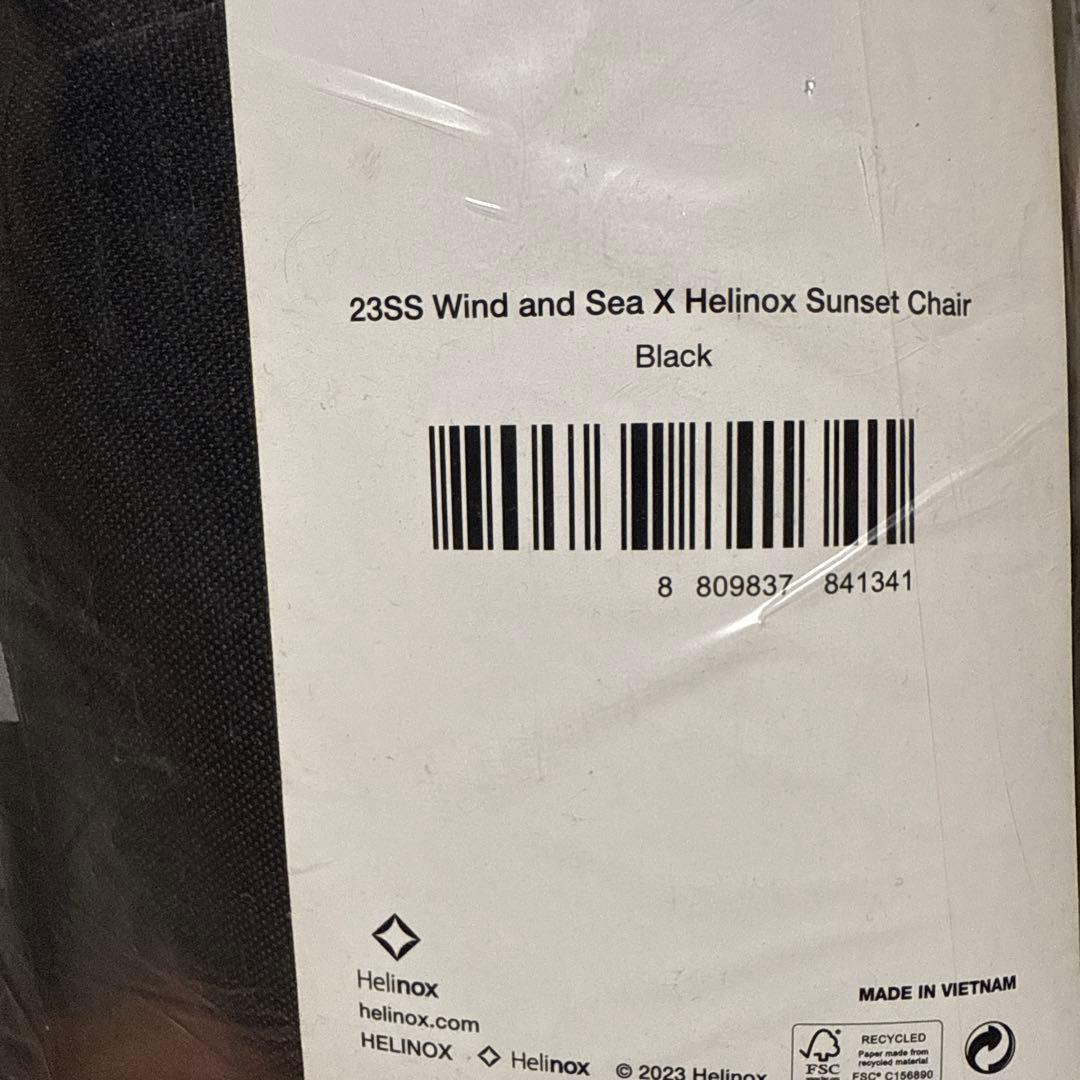 23SS Wind and Sea X Helinox Sunset Chair
Black
8 809837 841341
Helinox
helinox.com
HELINOX Helinox © 2023 Helinox
MADE IN VIETNAM
FSC
RECYCLED
Paper made from
recycled material
FSC® C156890